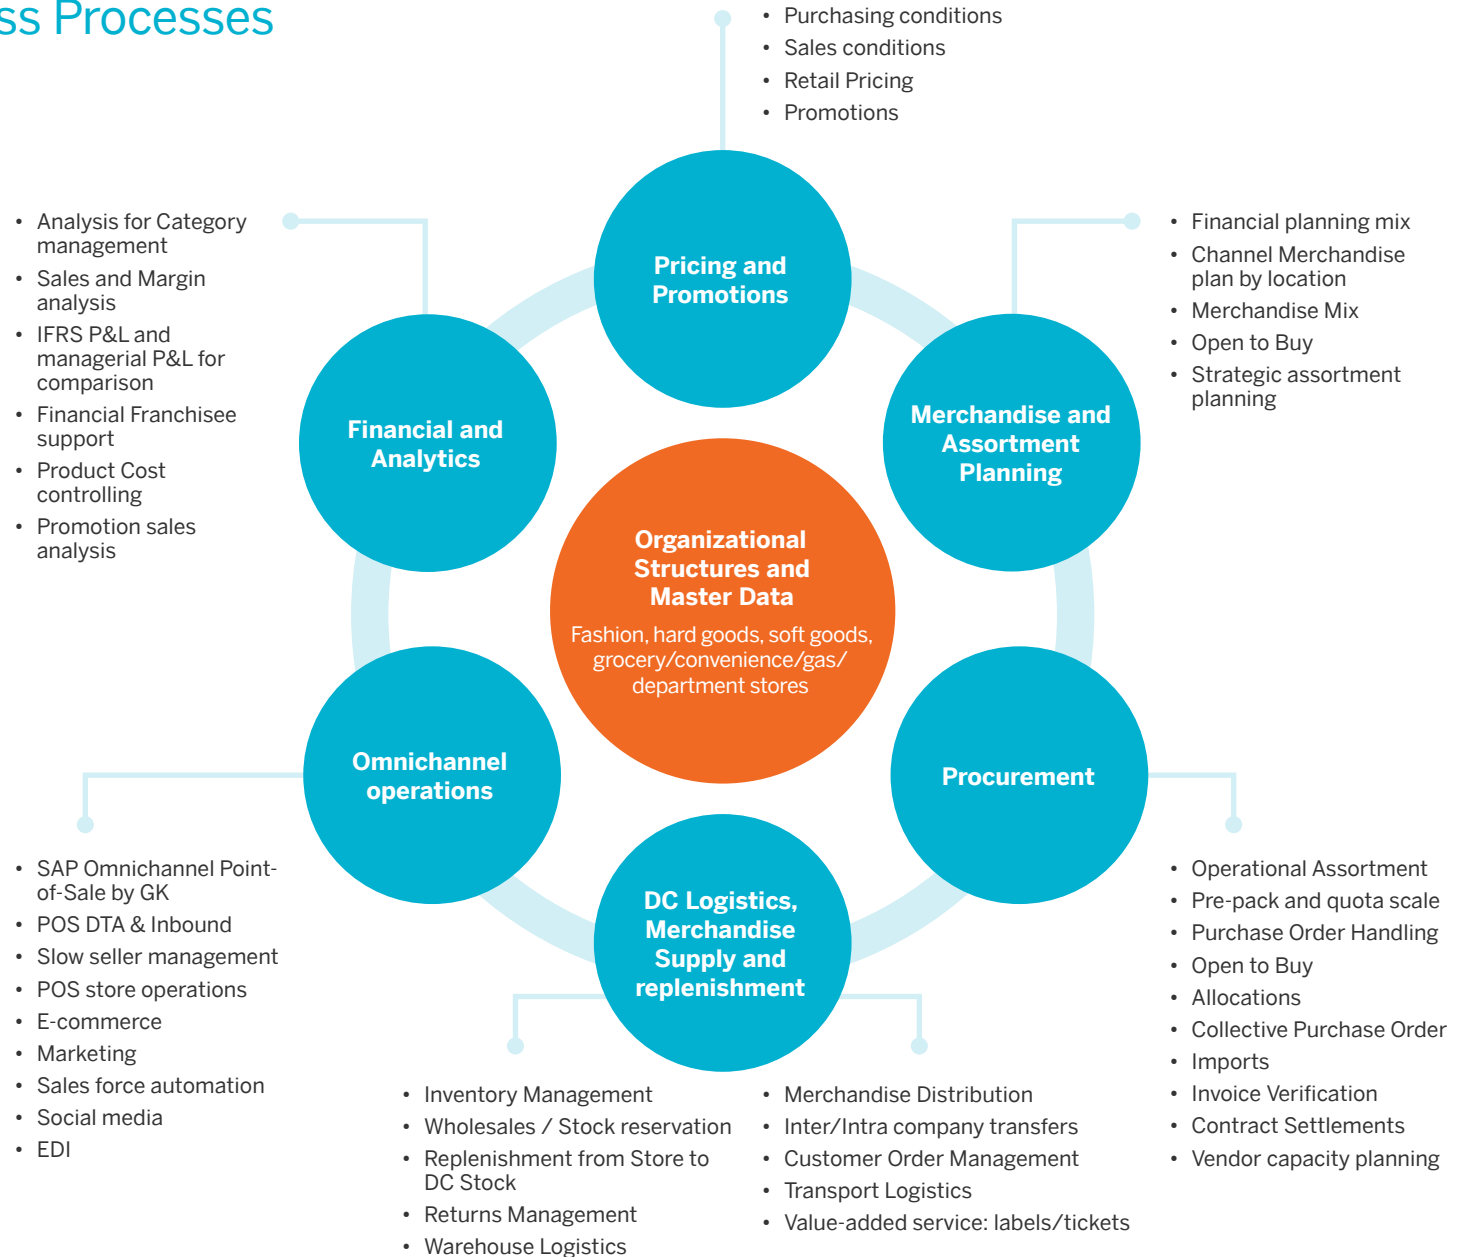 ss Processes
• Purchasing conditions
• Sales conditions
• Retail Pricing
• Promotions
Pricing and
Promotions
• Analysis for Category
management
• Sales and Margin
analysis
• IFRS P&L and
managerial P&L for
comparison
• Financial Franchisee
support
• Product Cost
controlling
• Promotion sales
analysis
• Financial planning mix
• Channel Merchandise
plan by location
• Merchandise Mix
• Open to Buy
• Strategic assortment
planning
Financial and
Analytics
Merchandise and
Assortment
Planning
Organizational
Structures and
Master Data
Fashion, hard goods, soft goods,
grocery/convenience/gas/
department stores
Omnichannel
operations
Procurement
DC Logistics,
Merchandise
Supply and
replenishment
• SAP Omnichannel Point-
of-Sale by GK
• POS DTA & Inbound
• Slow seller management
• POS store operations
• E-commerce
• Marketing
• Sales force automation
• Social media
• EDI
• Inventory Management
• Wholesales / Stock reservation
• Replenishment from Store to
DC Stock
• Returns Management
• Warehouse Logistics
• Merchandise Distribution
• Inter/Intra company transfers
• Customer Order Management
• Transport Logistics
• Value-added service: labels/tickets
• Operational Assortment
• Pre-pack and quota scale
• Purchase Order Handling
• Open to Buy
• Allocations
• Collective Purchase Order
• Imports
• Invoice Verification
• Contract Settlements
• Vendor capacity planning